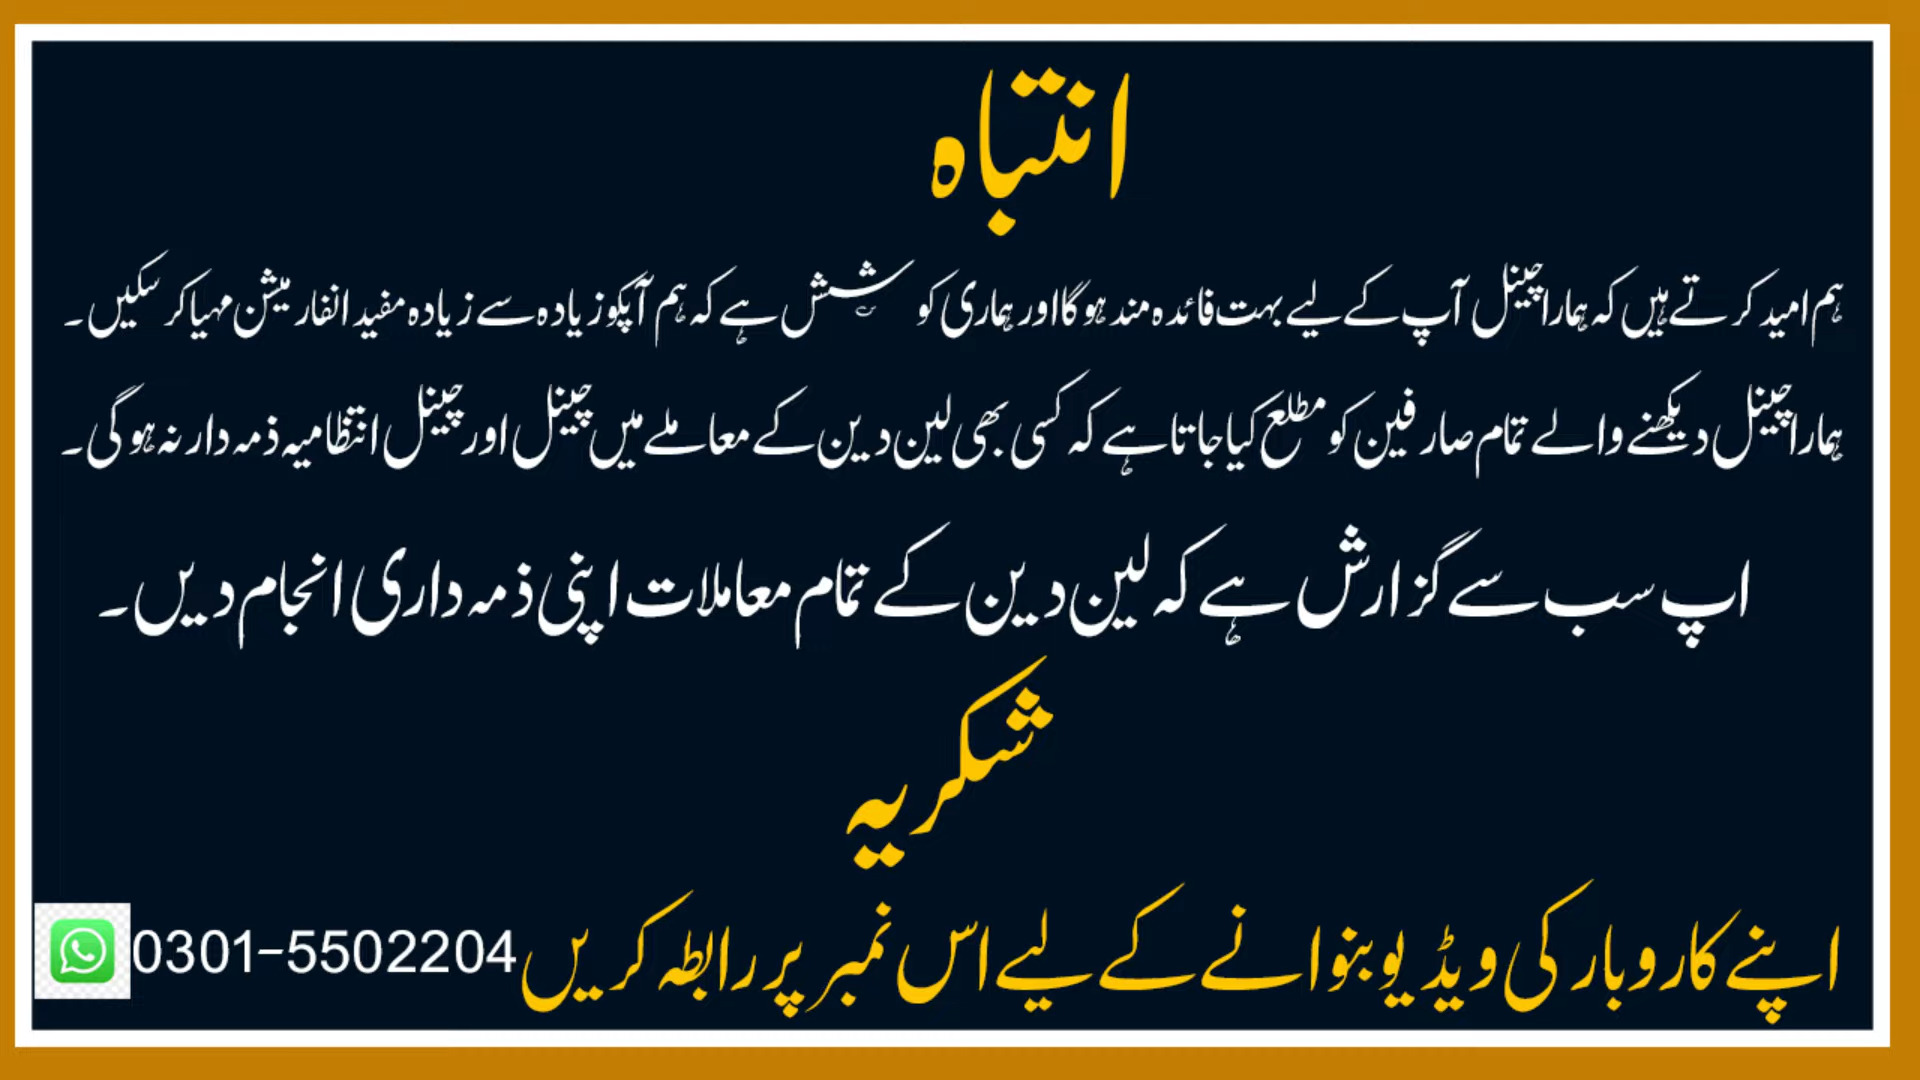 انتباہ
ہم امید کرتے ہیں کہ ہمارا چینل آپ کے لیے بہت فائدہ مند ہو گا اور ہماری کوشش ہے کہ ہم آپکو زیادہ سے زیادہ مفید انفارمیشن مہیا کر سکیں۔
ہمارا چینل دیکھنے والے تمام صارفین کو مطلع کیا جاتا ہے کہ کسی بھی لین دین کے معاملے میں چینل اور چینل انتظامیہ ذمہ دار نہ ہو گی۔
اپ سب سے گزارش ہے کہ لین دین کے تمام معاملات اپنی ذمہ داری انجام دیں۔
شکریہ
اپنے کاروبار کی ویڈیو بنوانے کے لیے اس نمبر پر رابطہ کریں 0301-5502204